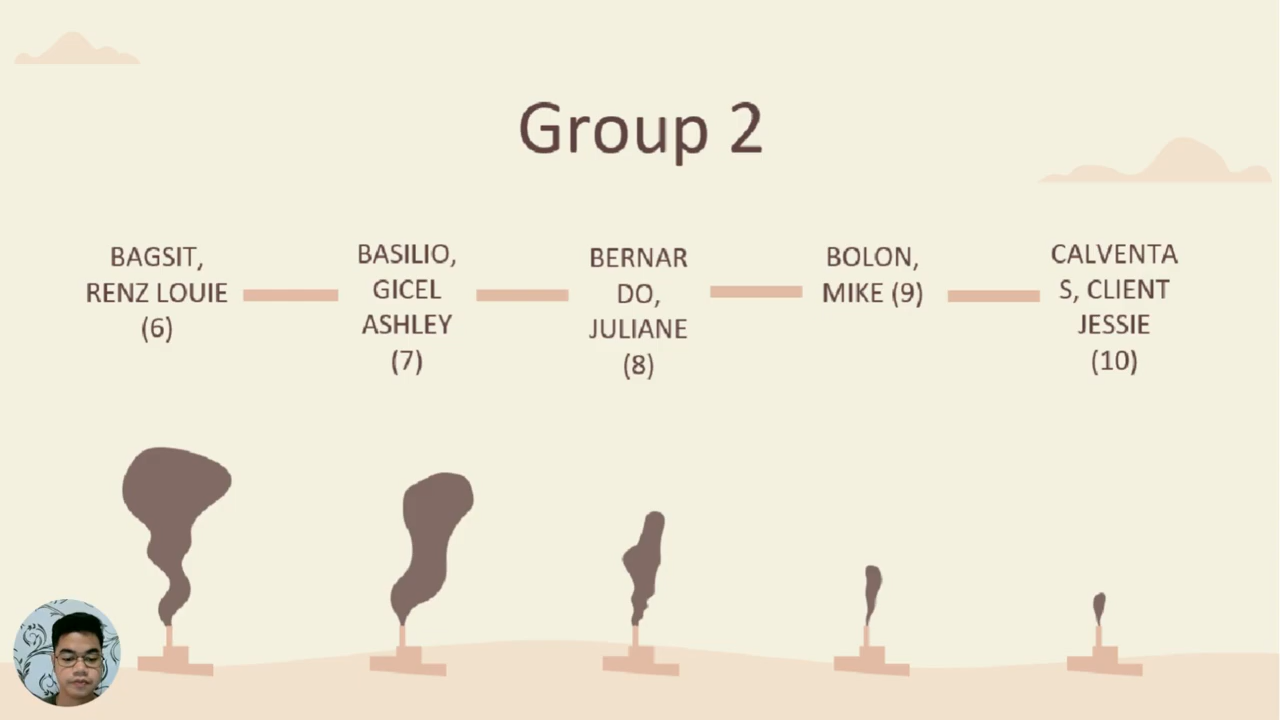 Group 2
BAGSIT,
RENZ LOUIE
(6)
BASILIO,
GICEL
ASHLEY
(7)
BERNAR
DO,
JULIANE
(8)
BOLON,
MIKE (9)
CALVENTA
S, CLIENT
JESSIE
(10)